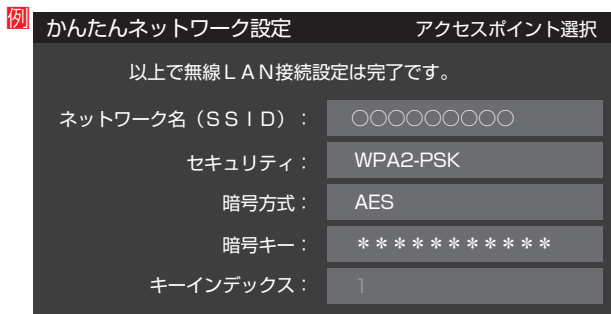 例
かんたんネットワーク設定 アクセスポイント選択
以上で無線ＬＡＮ接続設定は完了です。
ネットワーク名（ＳＳＩＤ）： ○○○○○○○○○
セキュリティ： WPA2-PSK
暗号方式： AES
暗号キー： ＊＊＊＊＊＊＊＊＊＊＊
キーインデックス： 1